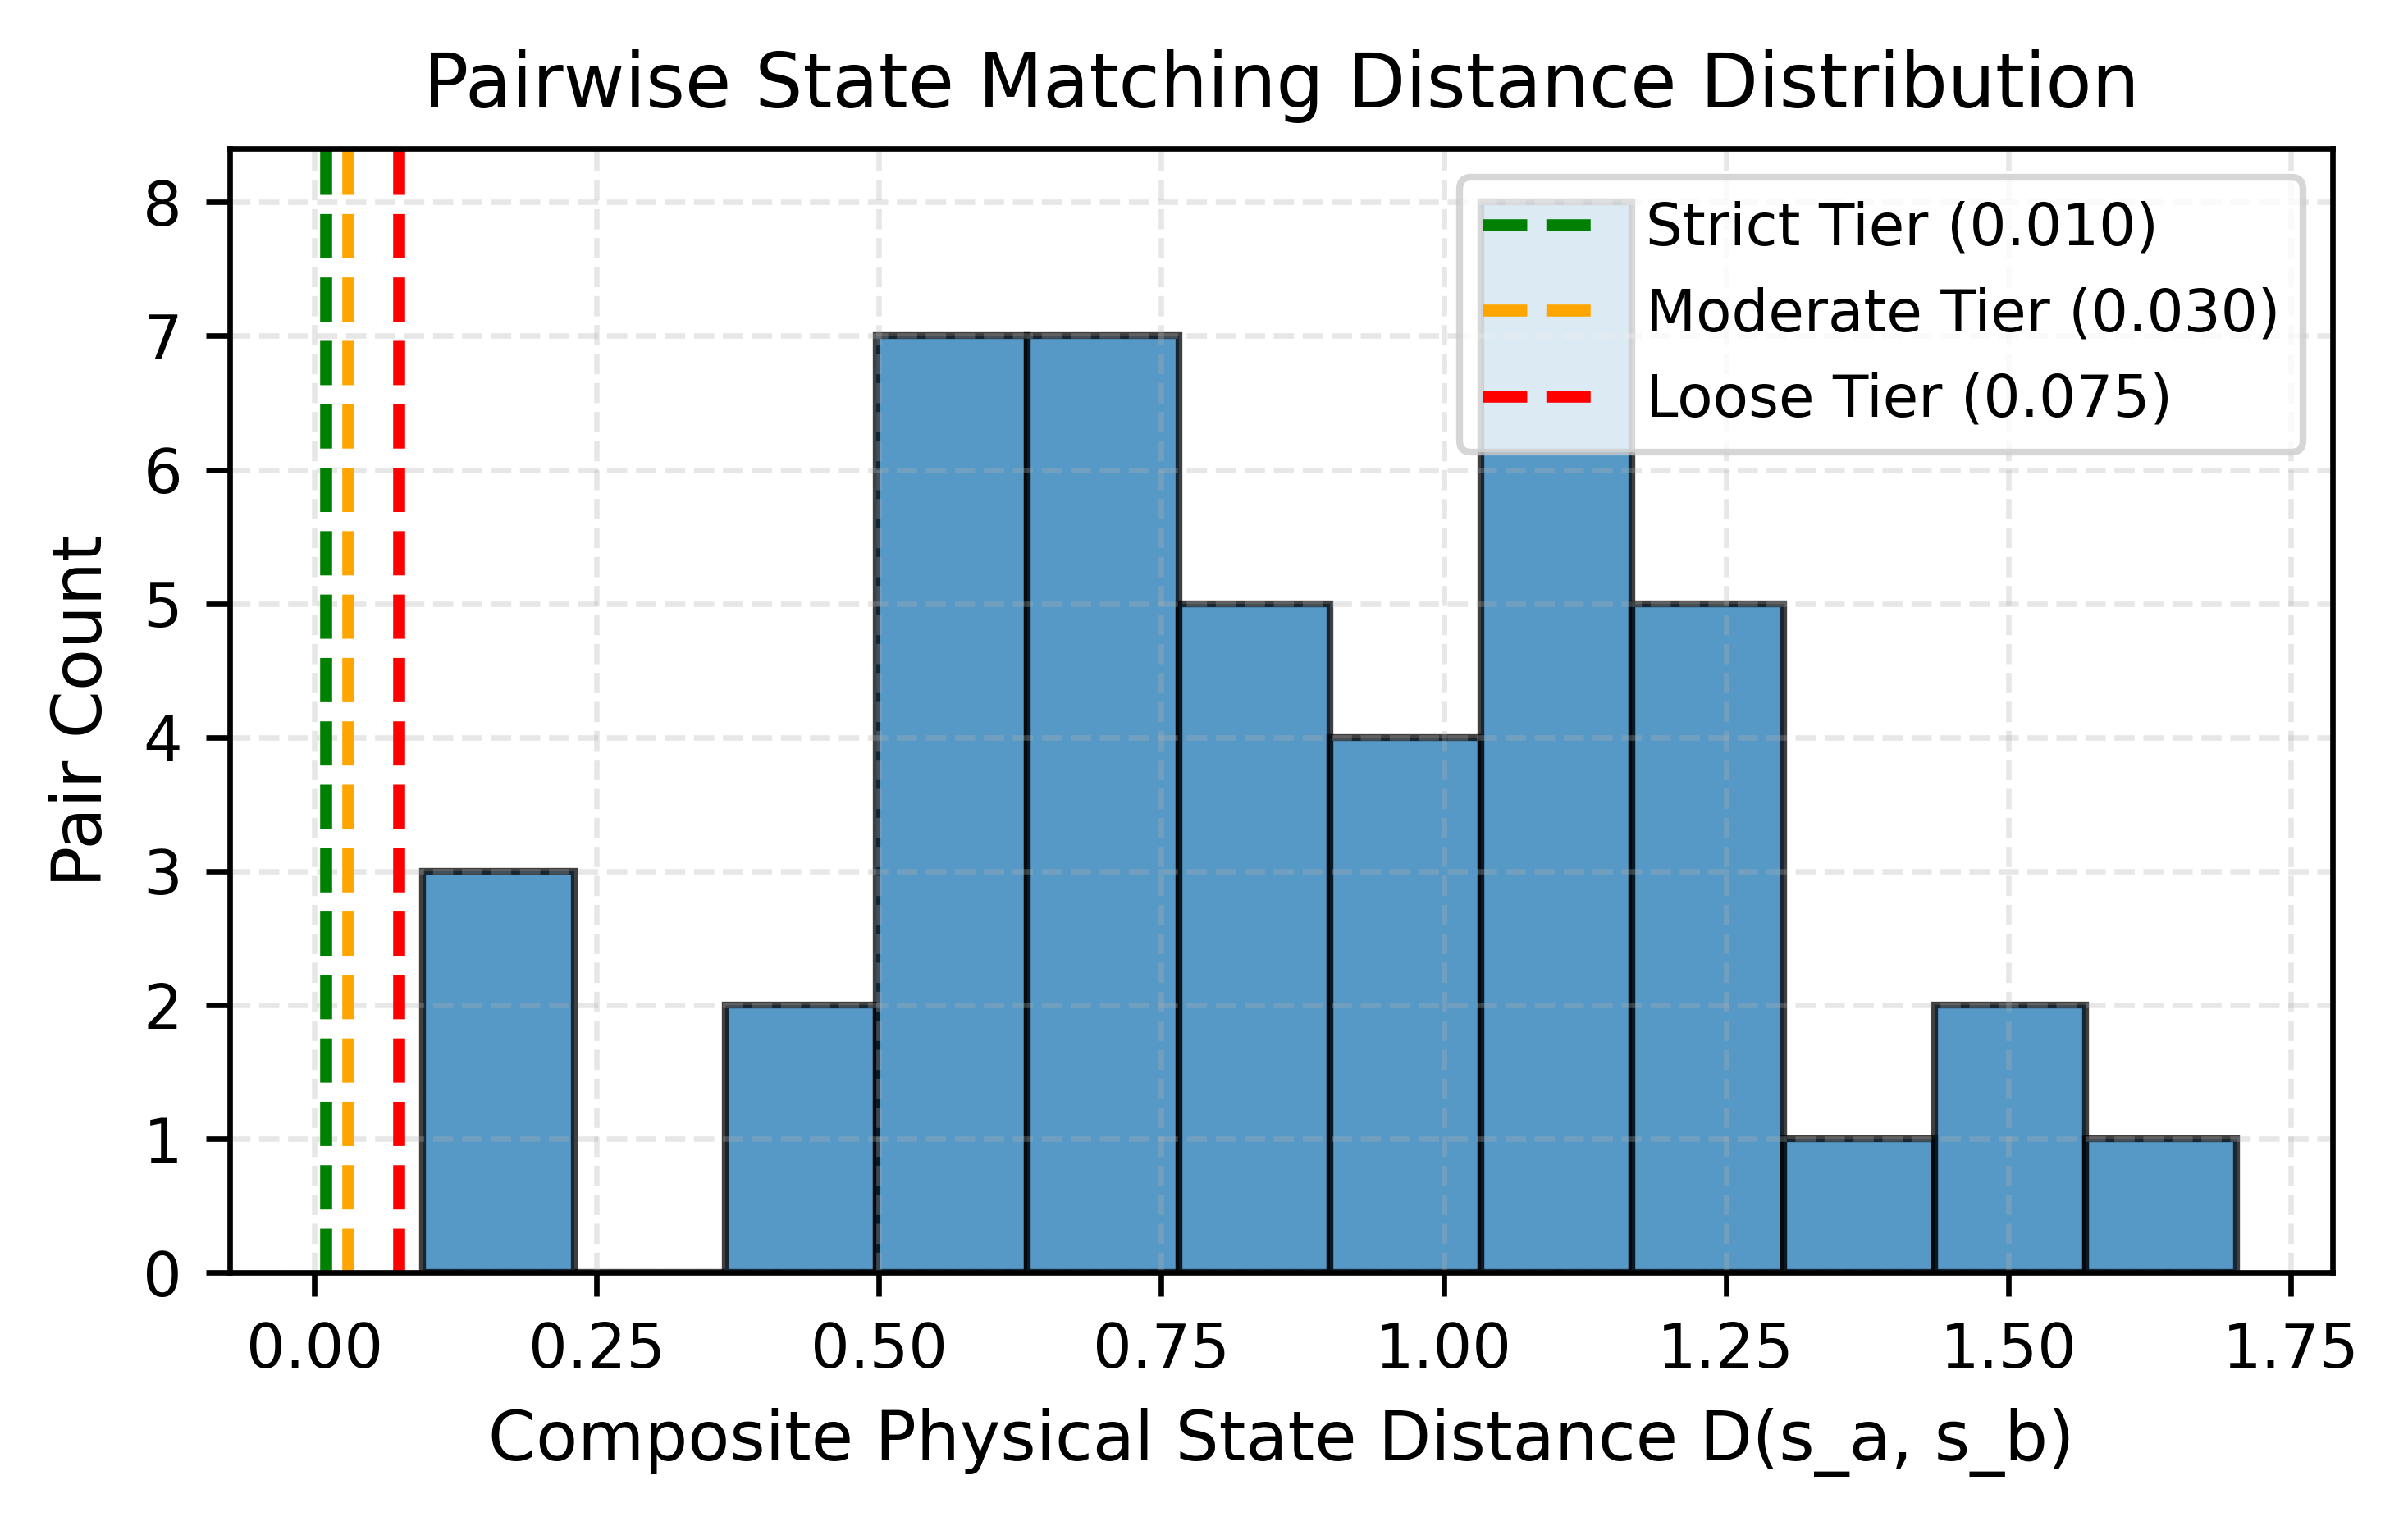 Pairwise State Matching Distance Distribution
Strict Tier (0.010)
Moderate Tier (0.030)
Loose Tier (0.075)
Pair Count
8
7
6
5
4
3
2
1
0
0.00 0.25 0.50 0.75 1.00 1.25 1.50 1.75
Composite Physical State Distance D(s_a, s_b)